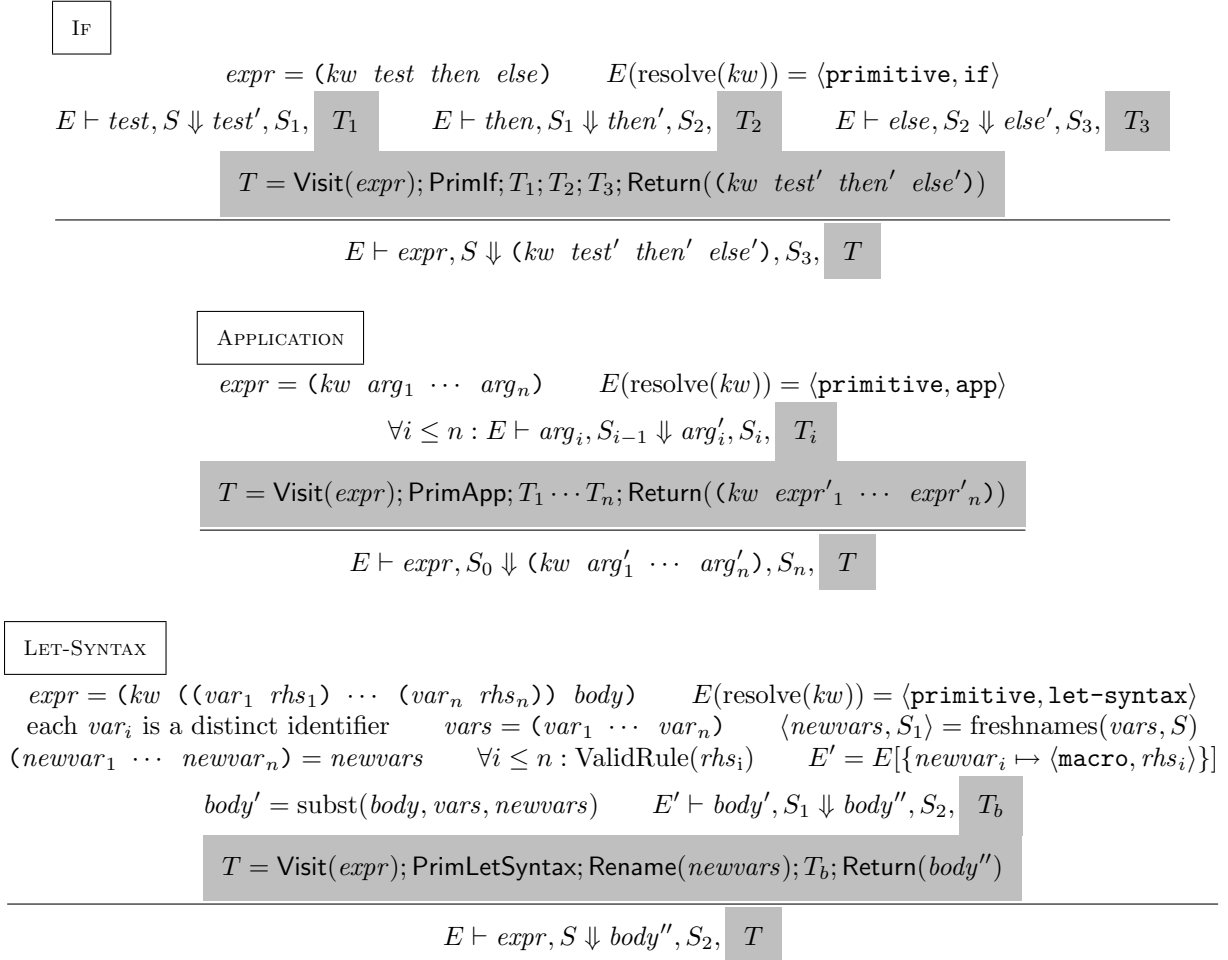 IF
expr = (kw test then else)    E(resolve(kw)) = ⟨primitive, if⟩
E ⊢ test, S ⇓ test′, S₁, T₁    E ⊢ then, S₁ ⇓ then′, S₂, T₂    E ⊢ else, S₂ ⇓ else′, S₃, T₃
T = Visit(expr); PrimIf; T₁; T₂; T₃; Return((kw test′ then′ else′))
E ⊢ expr, S ⇓ (kw test′ then′ else′), S₃, T
APPLICATION
expr = (kw arg₁ ⋯ argₙ)    E(resolve(kw)) = ⟨primitive, app⟩
∀i ≤ n : E ⊢ argᵢ, Sᵢ₋₁ ⇓ arg′ᵢ, Sᵢ, Tᵢ
T = Visit(expr); PrimApp; T₁ ⋯ Tₙ; Return((kw expr′₁ ⋯ expr′ₙ))
E ⊢ expr, S₀ ⇓ (kw arg′₁ ⋯ arg′ₙ), Sₙ, T
LET-SYNTAX
expr = (kw ((var₁ rhs₁) ⋯ (varₙ rhsₙ)) body)    E(resolve(kw)) = ⟨primitive, let-syntax⟩
each varᵢ is a distinct identifier    vars = (var₁ ⋯ varₙ)    ⟨newvars, S₁⟩ = freshnames(vars, S)
(newvar₁ ⋯ newvarₙ) = newvars    ∀i ≤ n : ValidRule(rhsᵢ)    E′ = E[{newvarᵢ ↦ ⟨macro, rhsᵢ⟩}]
body′ = subst(body, vars, newvars)    E′ ⊢ body′, S₁ ⇓ body″, S₂, T_b
T = Visit(expr); PrimLetSyntax; Rename(newvars); T_b; Return(body″)
E ⊢ expr, S ⇓ body″, S₂, T